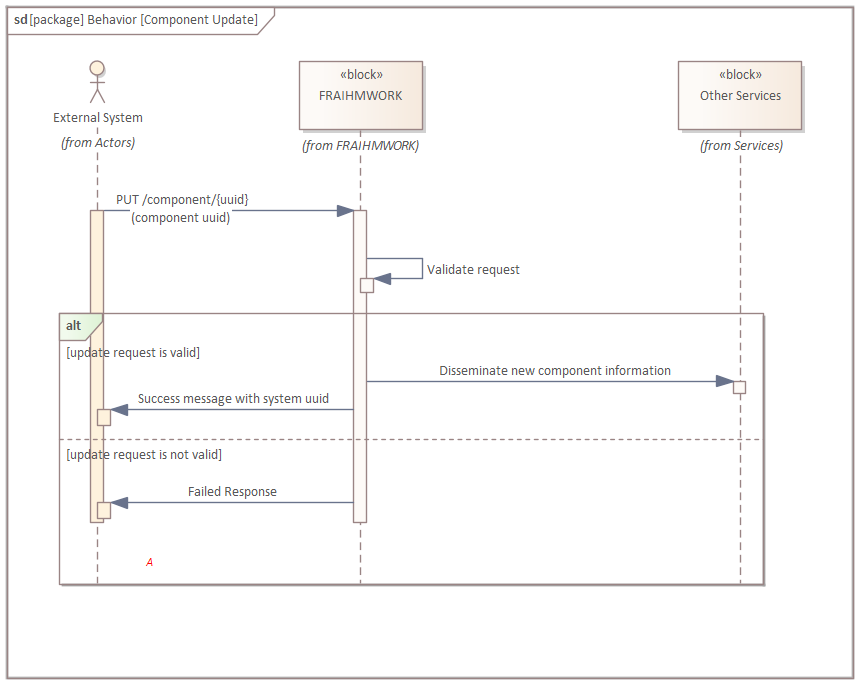 sd [package] Behavior [Component Update]
«block»
FRAIHMWORK
«block»
Other Services
External System
(from Actors)
(from FRAIHMWORK)
(from Services)
PUT /component/{uuid}
(component uuid)
Validate request
alt
[update request is valid]
Disseminate new component information
Success message with system uuid
[update request is not valid]
Failed Response
A